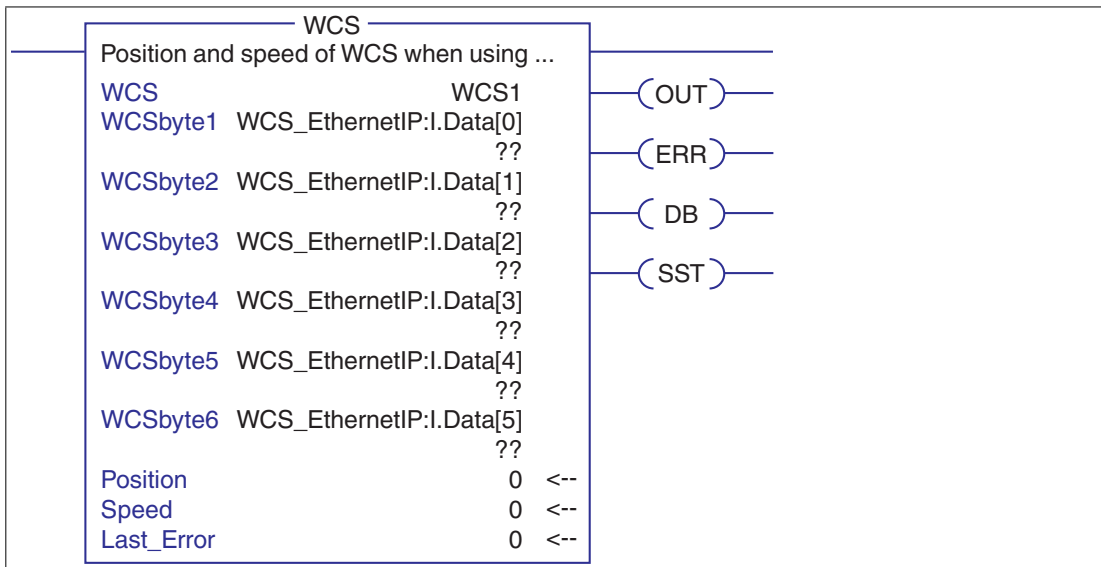 WCS
Position and speed of WCS when using ...
WCS WCS1 OUT
WCSbyte1 WCS_EthernetIP:I.Data[0]
?? ERR
WCSbyte2 WCS_EthernetIP:I.Data[1]
?? DB
WCSbyte3 WCS_EthernetIP:I.Data[2]
?? SST
WCSbyte4 WCS_EthernetIP:I.Data[3]
??
WCSbyte5 WCS_EthernetIP:I.Data[4]
??
WCSbyte6 WCS_EthernetIP:I.Data[5]
??
Position 0 <--
Speed 0 <--
Last_Error 0 <--